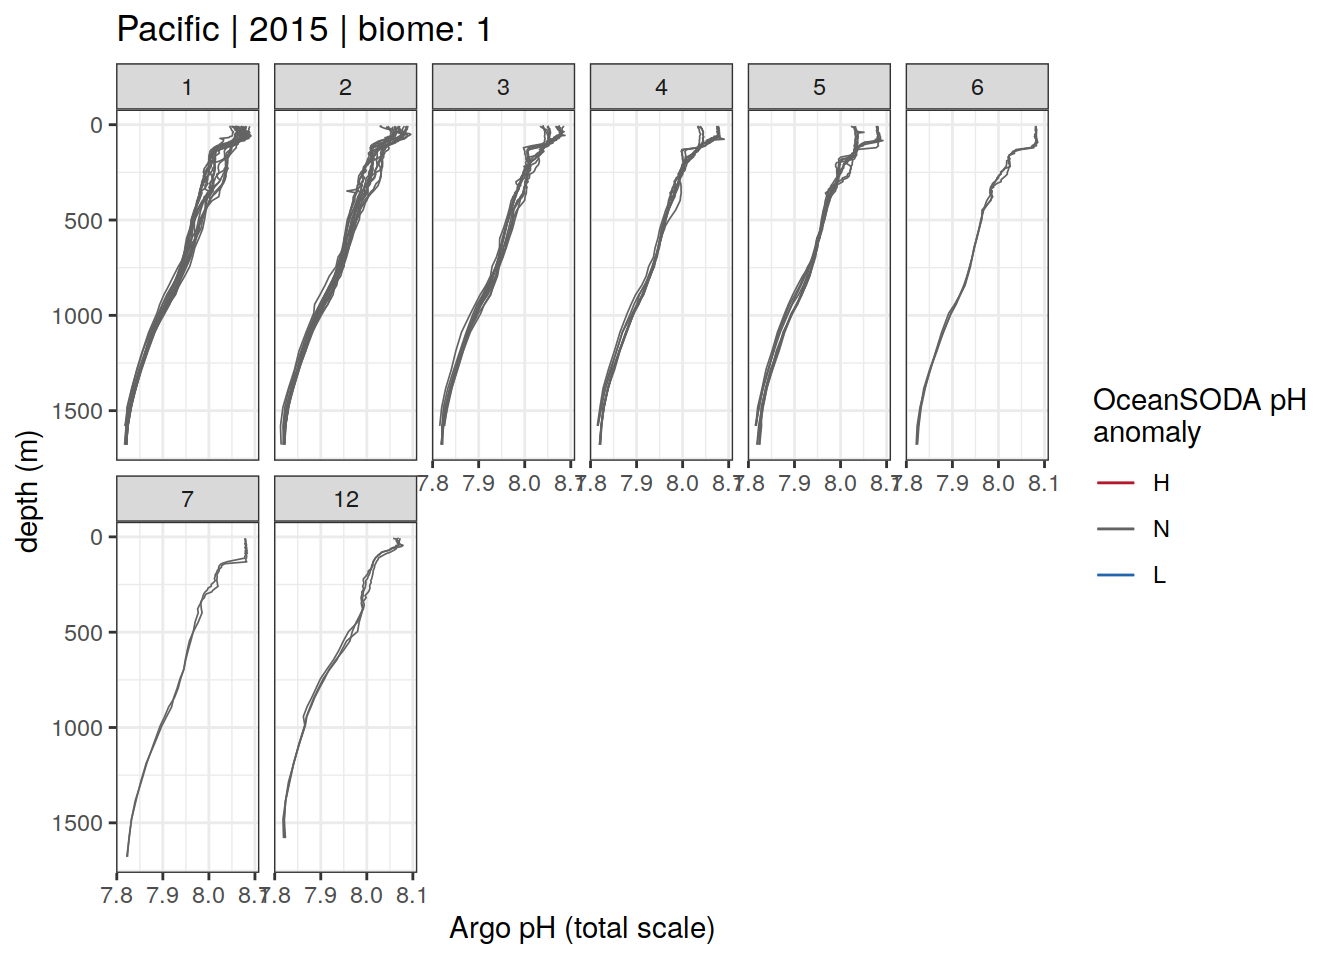 Pacific | 2015 | biome: 1
1 2 3 4 5 6
0
500
1000
1500
7.8 7.9 8.0 8.1 7.8 7.9 8.0 8.1 7.8 7.9 8.0 8.1 7.8 7.9 8.0 8.1
7 12
0
500
1000
1500
7.8 7.9 8.0 8.1 7.8 7.9 8.0 8.1
depth (m)
Argo pH (total scale)
OceanSODA pH
anomaly
H
N
L